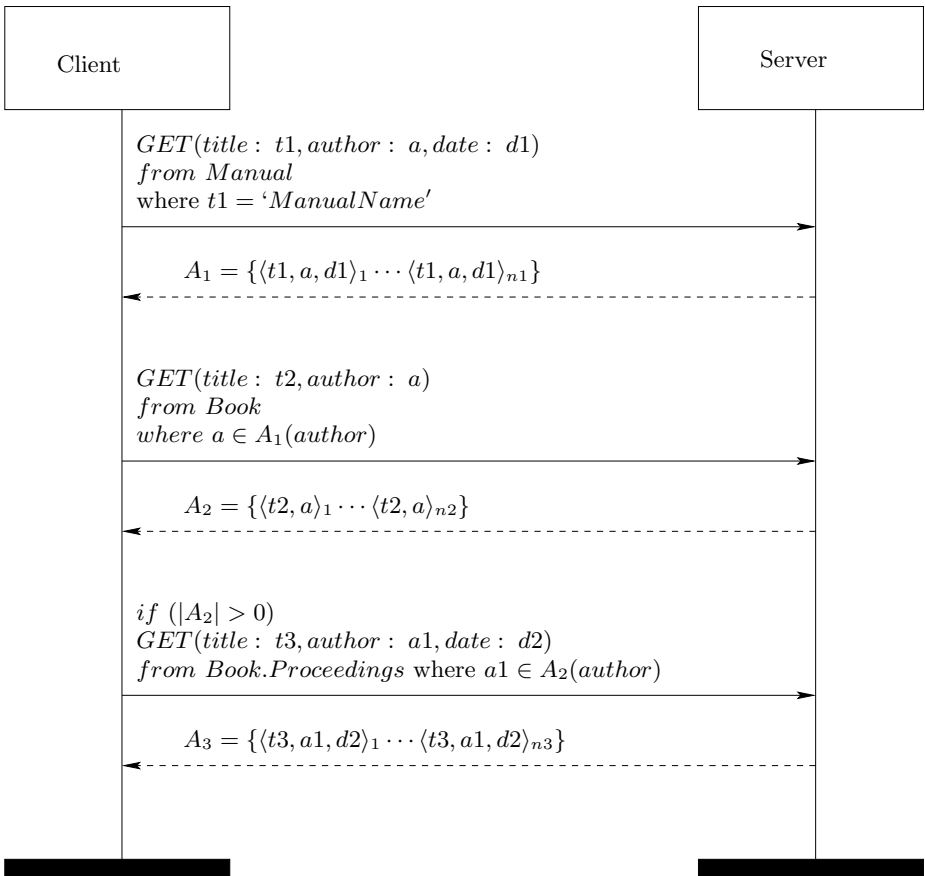 Client
Server
GET(title : t1, author : a, date : d1)
from Manual
where t1 = ‘ManualName′
A₁ = {⟨t1, a, d1⟩₁ ⋯ ⟨t1, a, d1⟩ₙ₁}
GET(title : t2, author : a)
from Book
where a ∈ A₁(author)
A₂ = {⟨t2, a⟩₁ ⋯ ⟨t2, a⟩ₙ₂}
if (|A₂| > 0)
GET(title : t3, author : a1, date : d2)
from Book.Proceedings where a1 ∈ A₂(author)
A₃ = {⟨t3, a1, d2⟩₁ ⋯ ⟨t3, a1, d2⟩ₙ₃}